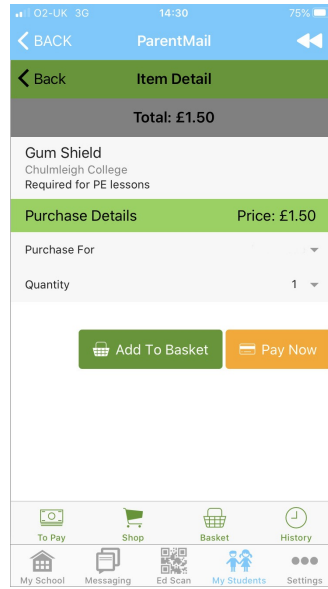 O2-UK 3G 14:30 75%
BACK ParentMail
Back Item Detail
Total: £1.50
Gum Shield
Chulmleigh College
Required for PE lessons
Purchase Details Price: £1.50
Purchase For
Quantity 1
Add To Basket Pay Now
To Pay Shop Basket History
My School Messaging Ed Scan My Students Settings